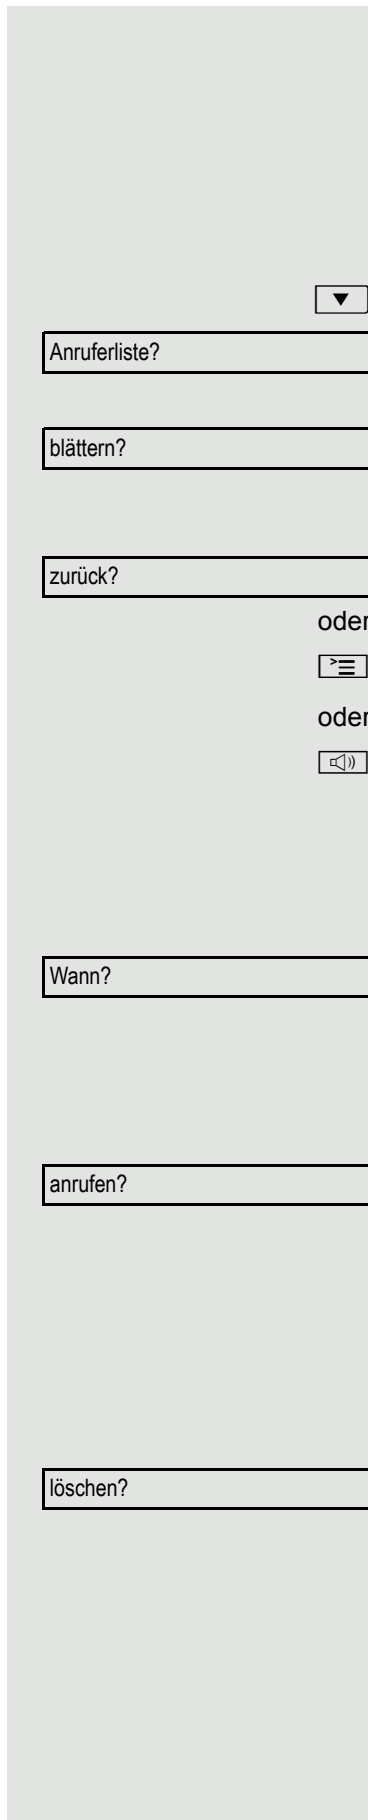 Anruferliste?
blättern?
zurück?
oder
oder
Wann?
anrufen?
löschen?